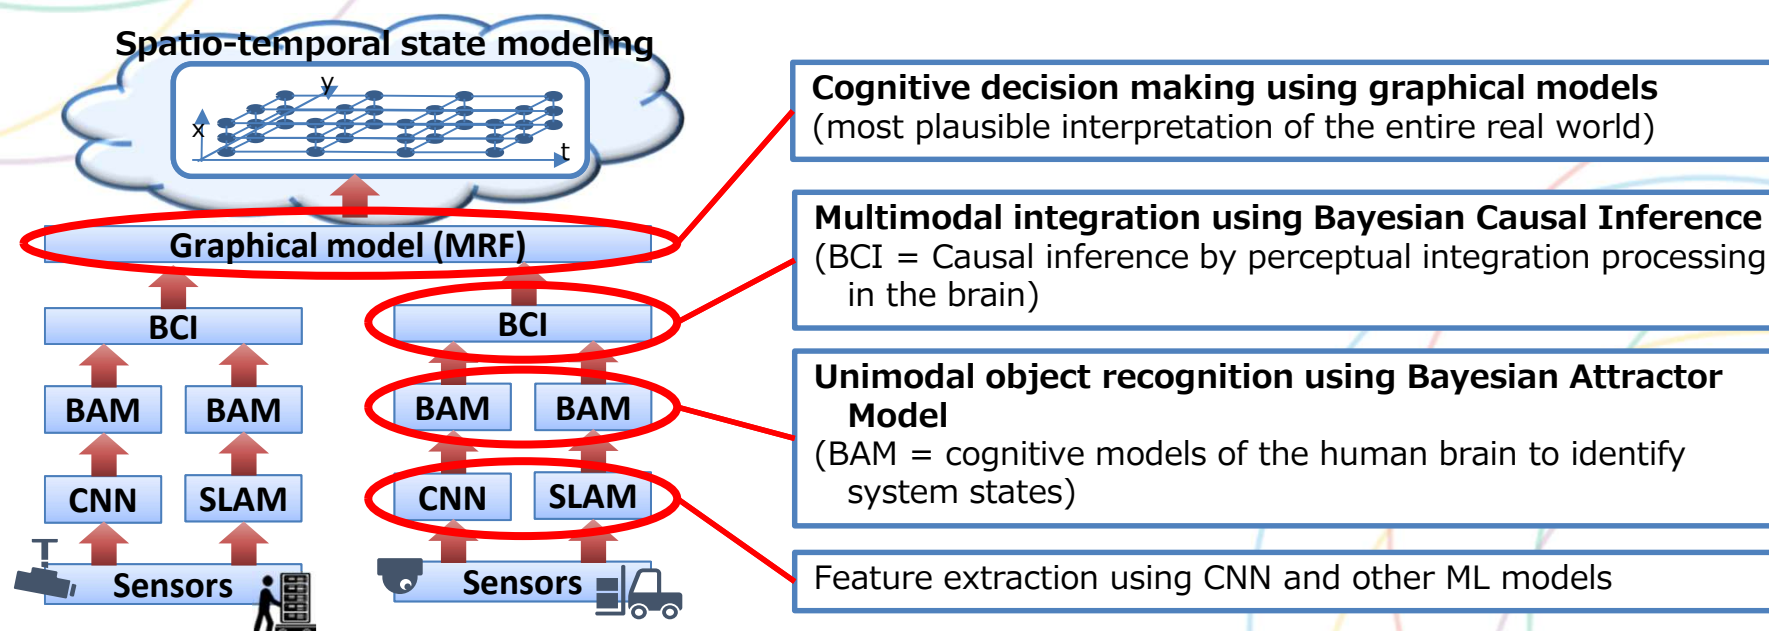 Spatio-temporal state modeling
y
x
t
Graphical model (MRF)
BCI
BCI
BAM
BAM
BAM
BAM
CNN
SLAM
CNN
SLAM
Sensors
Sensors
Cognitive decision making using graphical models
(most plausible interpretation of the entire real world)
Multimodal integration using Bayesian Causal Inference
(BCI = Causal inference by perceptual integration processing
in the brain)
Unimodal object recognition using Bayesian Attractor
Model
(BAM = cognitive models of the human brain to identify
system states)
Feature extraction using CNN and other ML models